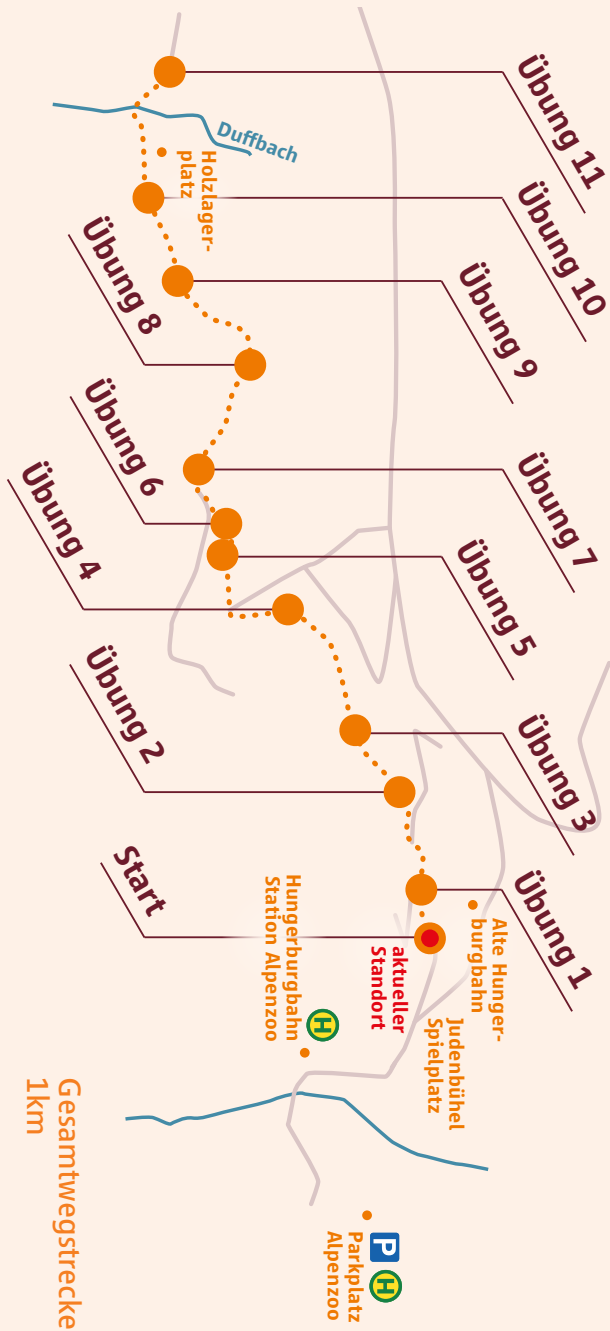 Übung 11
Übung 10
Übung 9
Übung 8
Übung 7
Übung 6
Übung 5
Übung 4
Übung 3
Übung 2
Übung 1
Start
Duffbach
Holzlager-
platz
Alte Hunger-
burgbahn
Judenbühel
Spielplatz
aktueller
Standort
H
Hungerburgbahn
Station Alpenzoo
P H
Parkplatz
Alpenzoo
Gesamtwegstrecke
1km